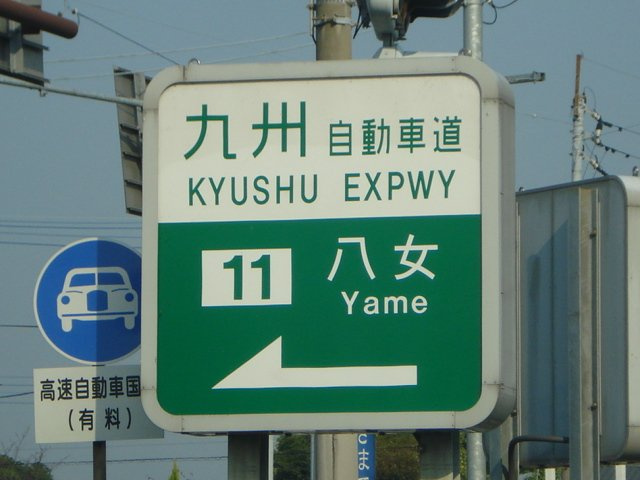 九州 自動車道
KYUSHU EXPWY
11 八女
Yame
高速自動車国
(有料)